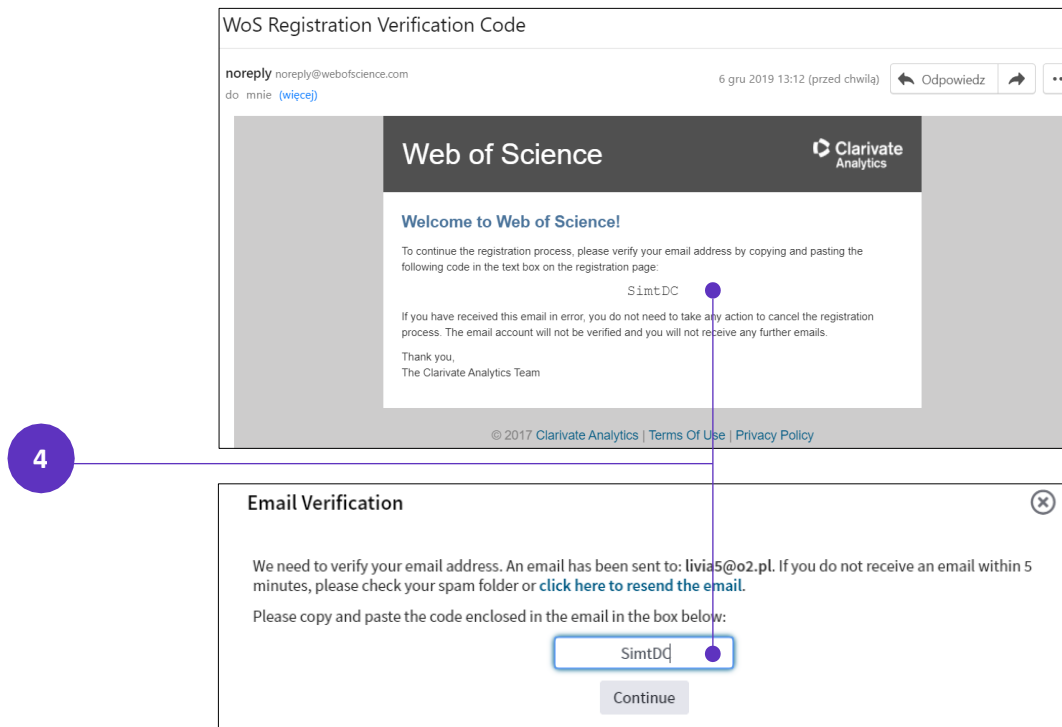 WoS Registration Verification Code
noreply noreply@webofscience.com
6 gru 2019 13:12 (przed chwilą)
Odpowiedz
do mnie (więcej)
Web of Science
Clarivate
Analytics
Welcome to Web of Science!
To continue the registration process, please verify your email address by copying and pasting the
following code in the text box on the registration page:
SimtDC
If you have received this email in error, you do not need to take any action to cancel the registration
process. The email account will not be verified and you will not receive any further emails.
Thank you,
The Clarivate Analytics Team
© 2017 Clarivate Analytics | Terms Of Use | Privacy Policy
4
Email Verification
We need to verify your email address. An email has been sent to: livia5@o2.pl. If you do not receive an email within 5
minutes, please check your spam folder or click here to resend the email.
Please copy and paste the code enclosed in the email in the box below:
SimtDC
Continue